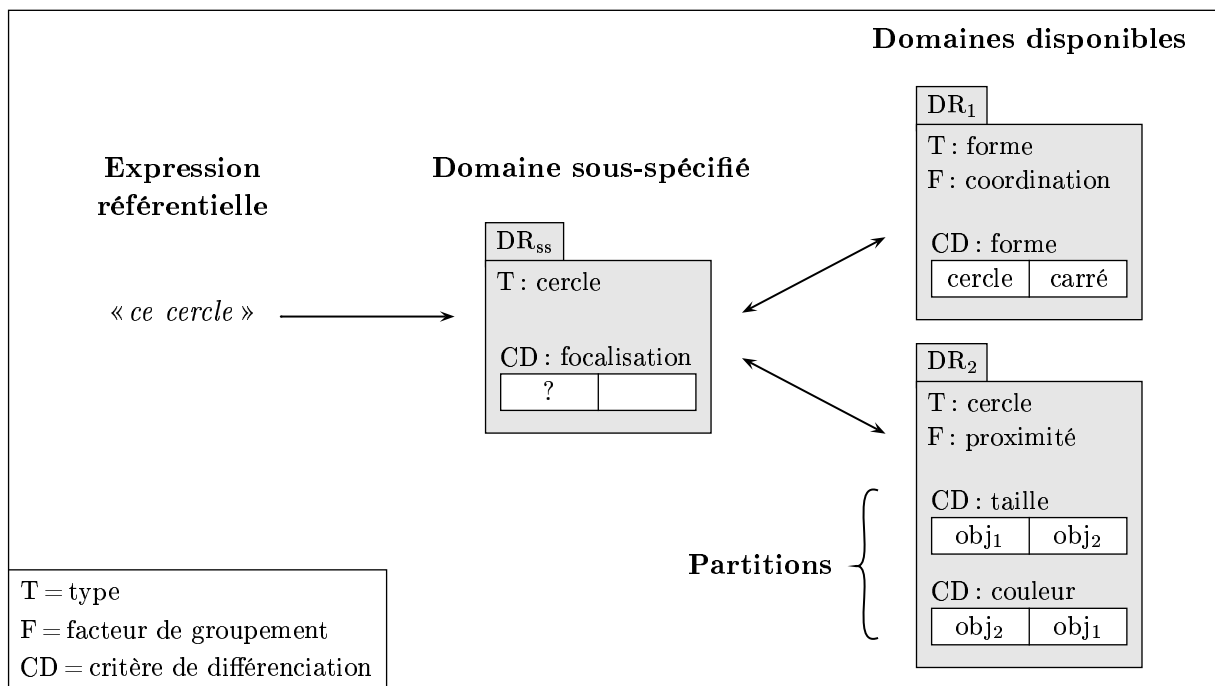 Domaines disponibles
Expression
référentielle
« ce cercle »
Domaine sous-spécifié
DRss
T : cercle
CD : focalisation
?
DR1
T : forme
F : coordination
CD : forme
cercle carré
DR2
T : cercle
F : proximité
CD : taille
obj1 obj2
CD : couleur
obj2 obj1
Partitions
T = type
F = facteur de groupement
CD = critère de différenciation